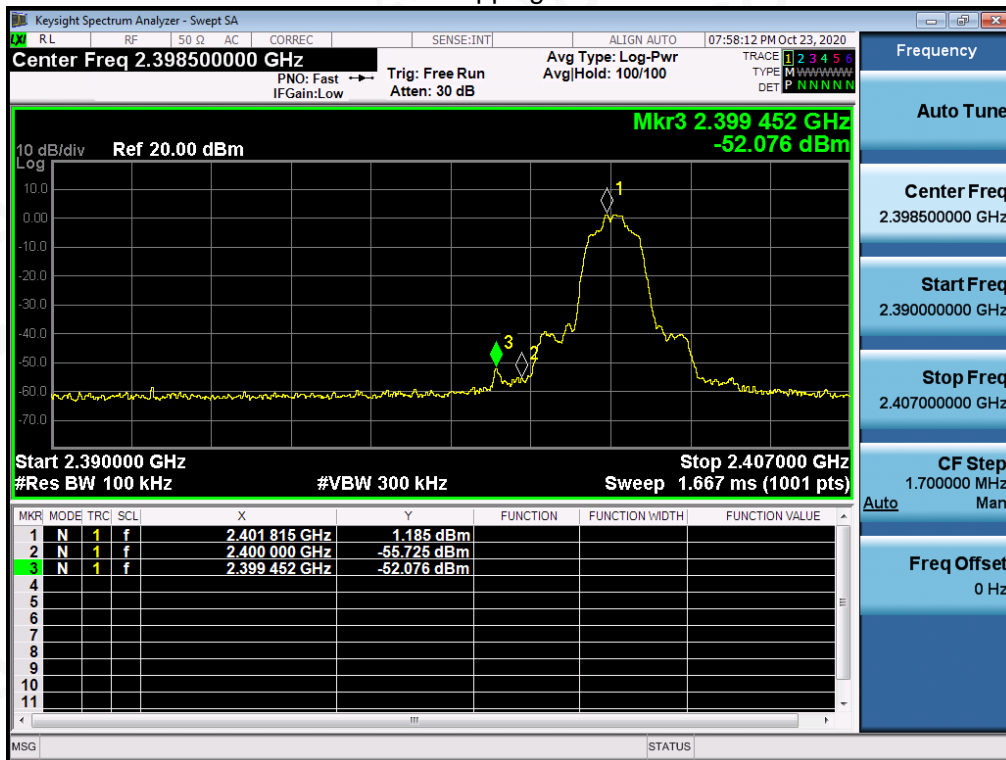 pp g
Keysight Spectrum Analyzer - Swept SA
LXI RL RF 50 Ω AC CORREC SENSE:INT ALIGN AUTO 07:58:12 PM Oct 23, 2020
Center Freq 2.398500000 GHz
PNO: Fast
IFGain:Low
Trig: Free Run
Atten: 30 dB
Avg Type: Log-Pwr
Avg|Hold: 100/100
TRACE 1 2 3 4 5 6
TYPE M WWWWW
DET P N N N N N
Mkr3 2.399 452 GHz
-52.076 dBm
10 dB/div Ref 20.00 dBm
Log
10.0
0.00
-10.0
-20.0
-30.0
-40.0
-50.0
-60.0
-70.0
1
3
2
Start 2.390000 GHz Stop 2.407000 GHz
#Res BW 100 kHz #VBW 300 kHz Sweep 1.667 ms (1001 pts)
MKR MODE TRC SCL X Y FUNCTION FUNCTION WIDTH FUNCTION VALUE
1 N 1 f 2.401 815 GHz 1.185 dBm
2 N 1 f 2.400 000 GHz -55.725 dBm
3 N 1 f 2.399 452 GHz -52.076 dBm
4
5
6
7
8
9
10
11
MSG STATUS
Frequency
Auto Tune
Center Freq
2.398500000 GHz
Start Freq
2.390000000 GHz
Stop Freq
2.407000000 GHz
CF Step
1.700000 MHz
Auto Man
Freq Offset
0 Hz